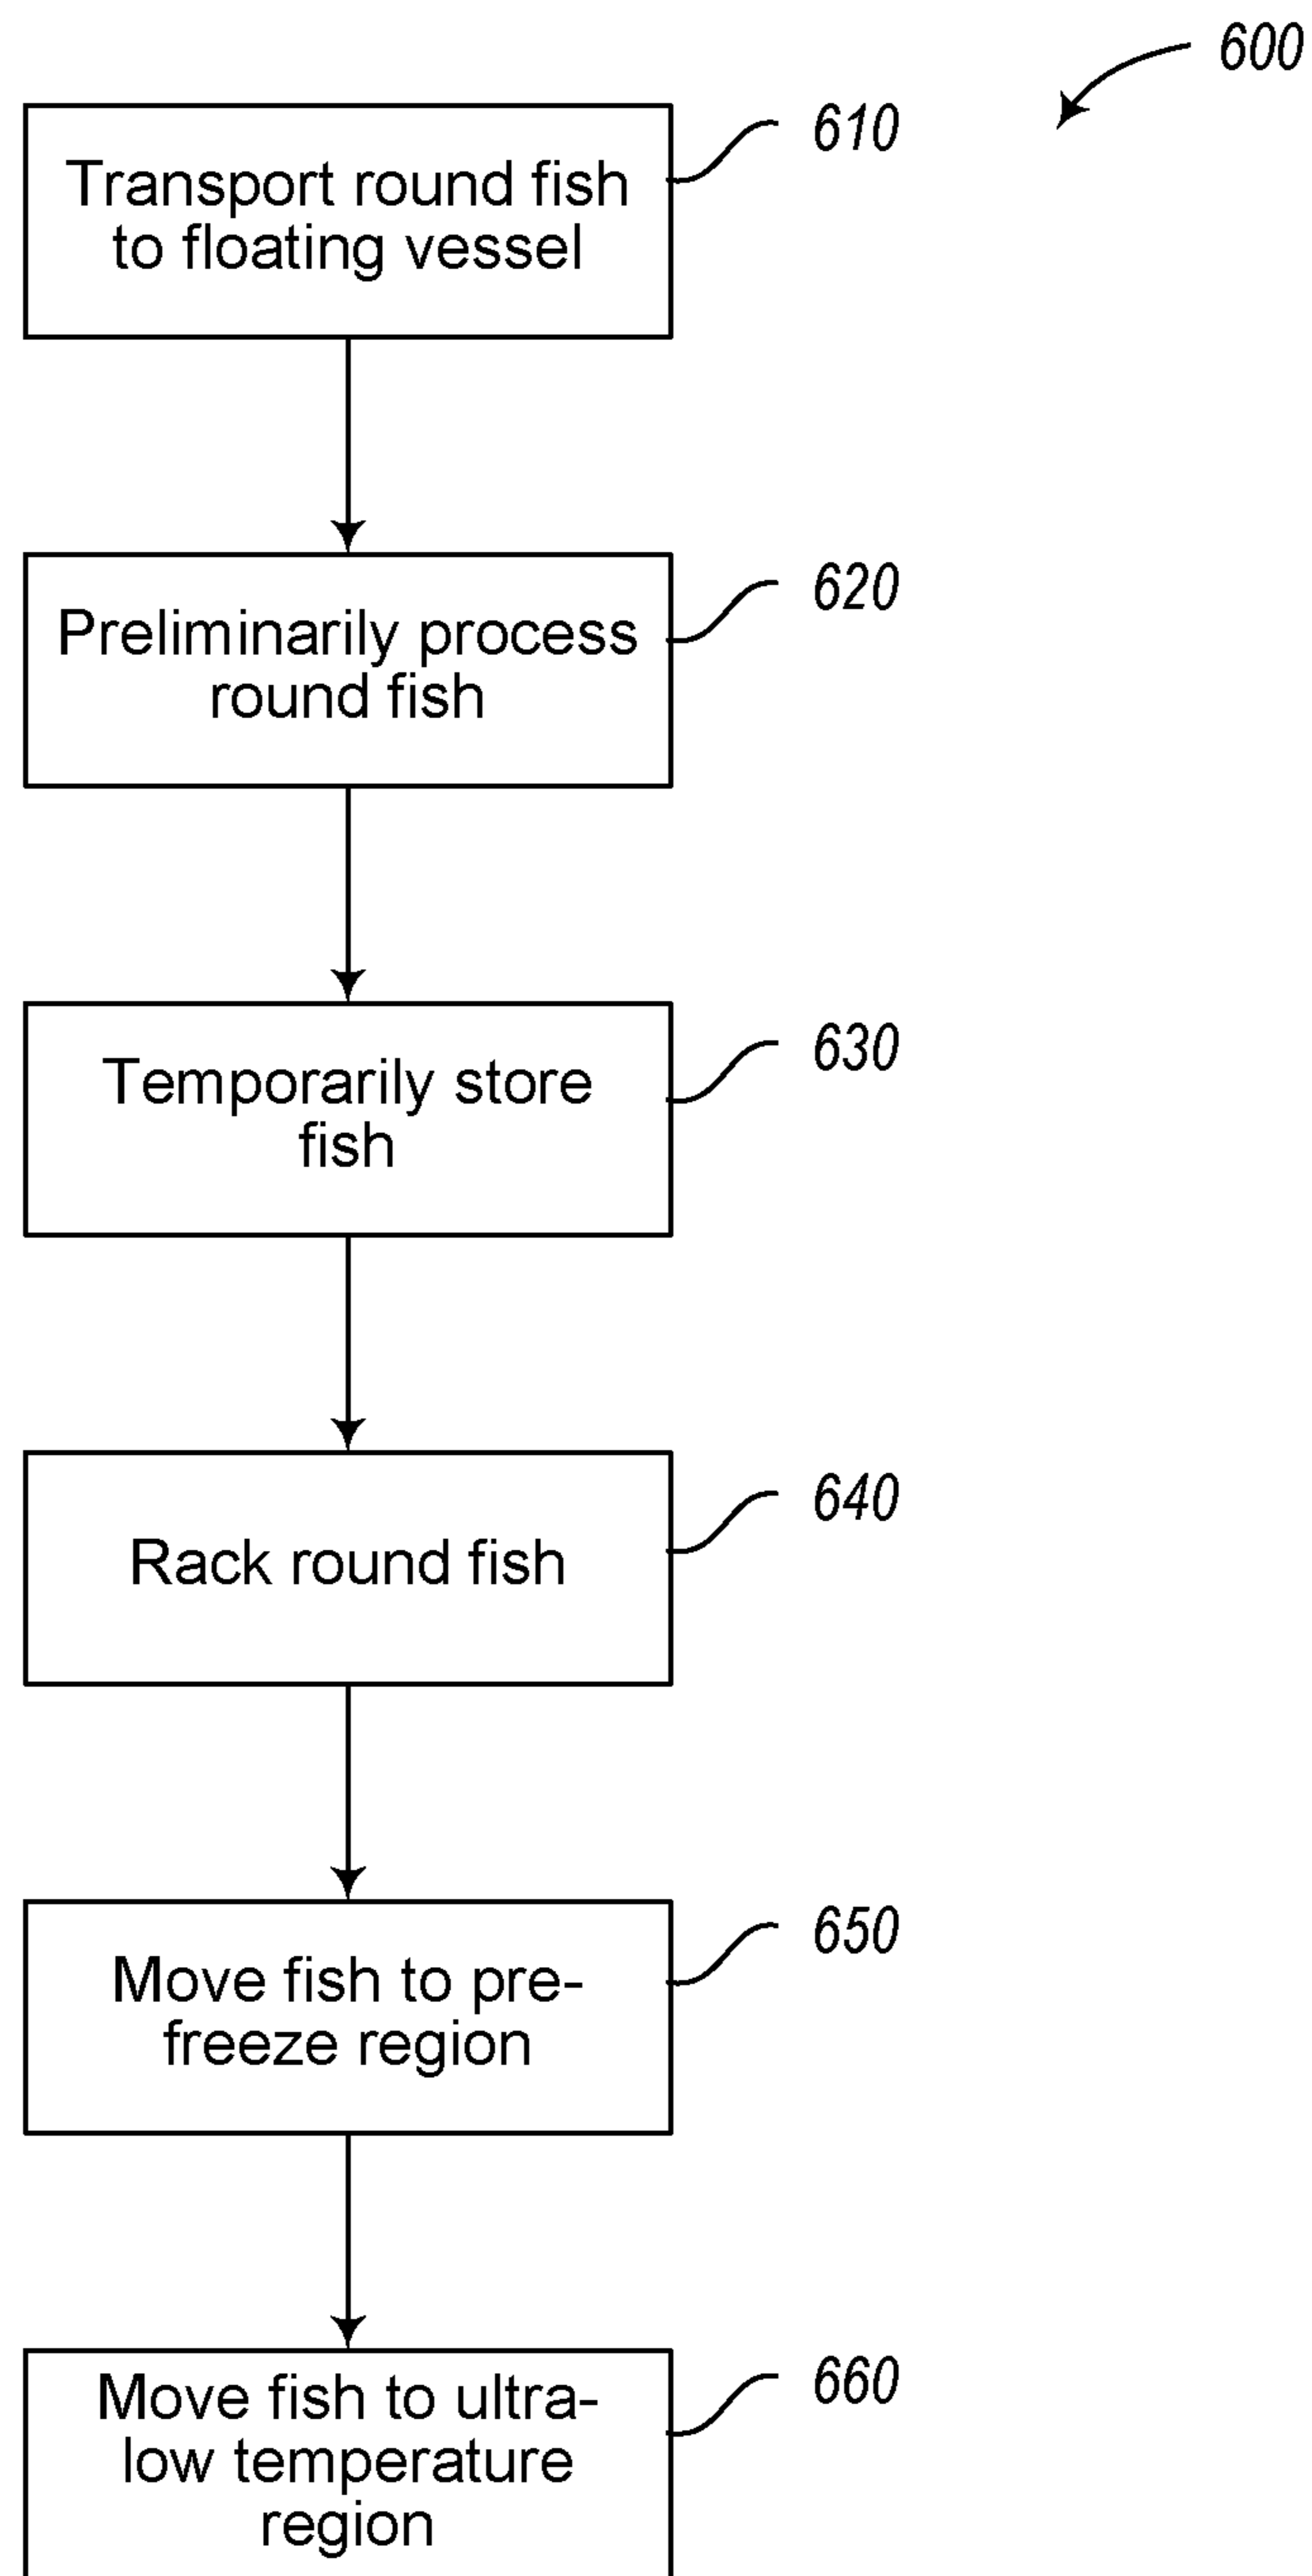 600
610
Transport round fish
to floating vessel
620
Preliminarily process
round fish
630
Temporarily store
fish
640
Rack round fish
650
Move fish to pre-
freeze region
660
Move fish to ultra-
low temperature
region